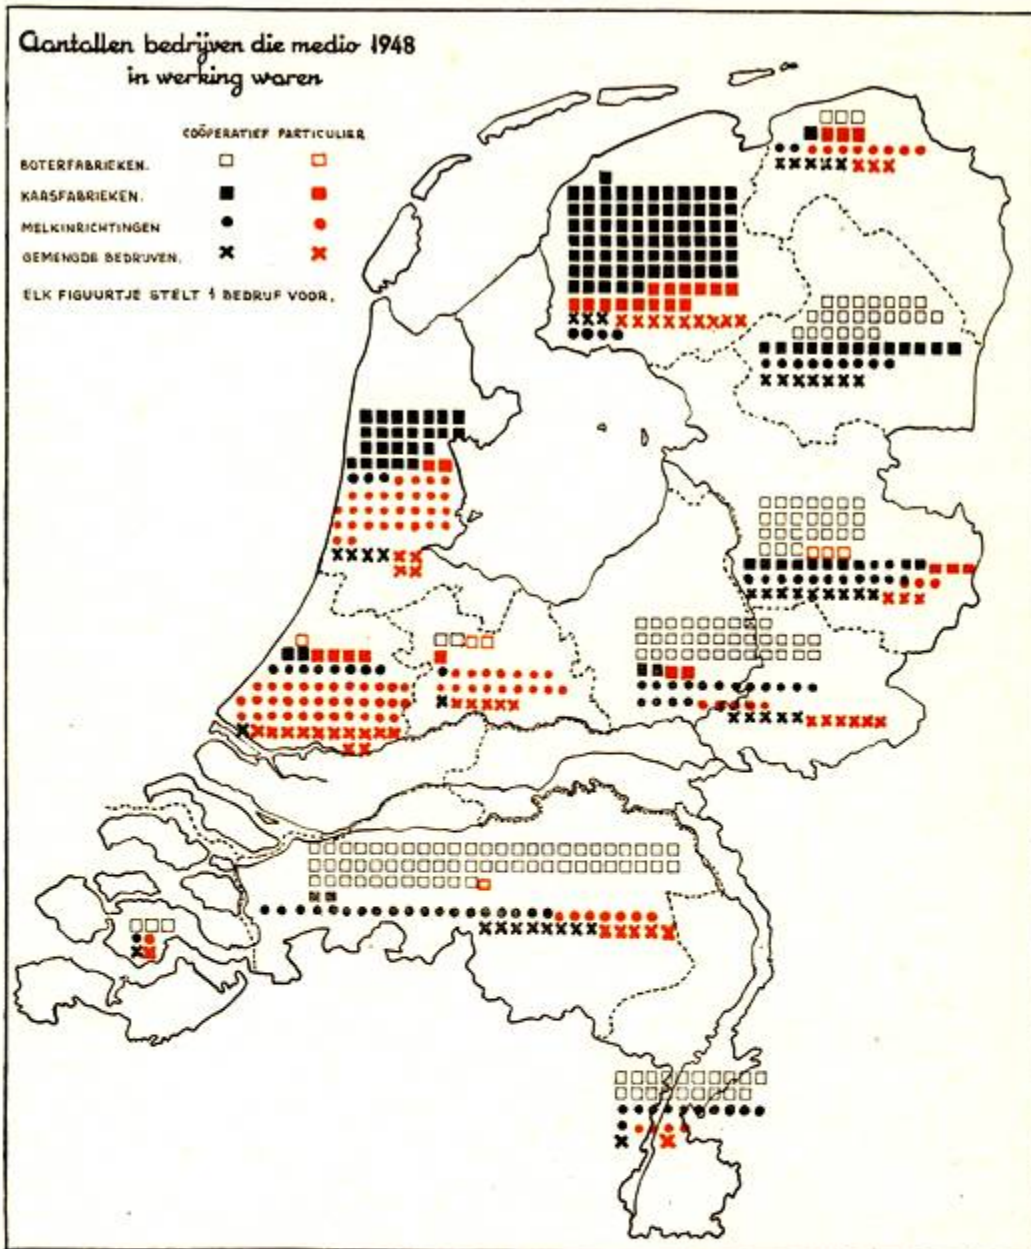 Aantallen bedrijven die medio 1948
in werking waren
COÖPERATIEF PARTICULIER
BOTERFABRIEKEN.
KAASFABRIEKEN.
MELKINRICHTINGEN
GEMENGDE BEDRIJVEN.
ELK FIGUURTJE STELT 1 BEDRIJF VOOR.